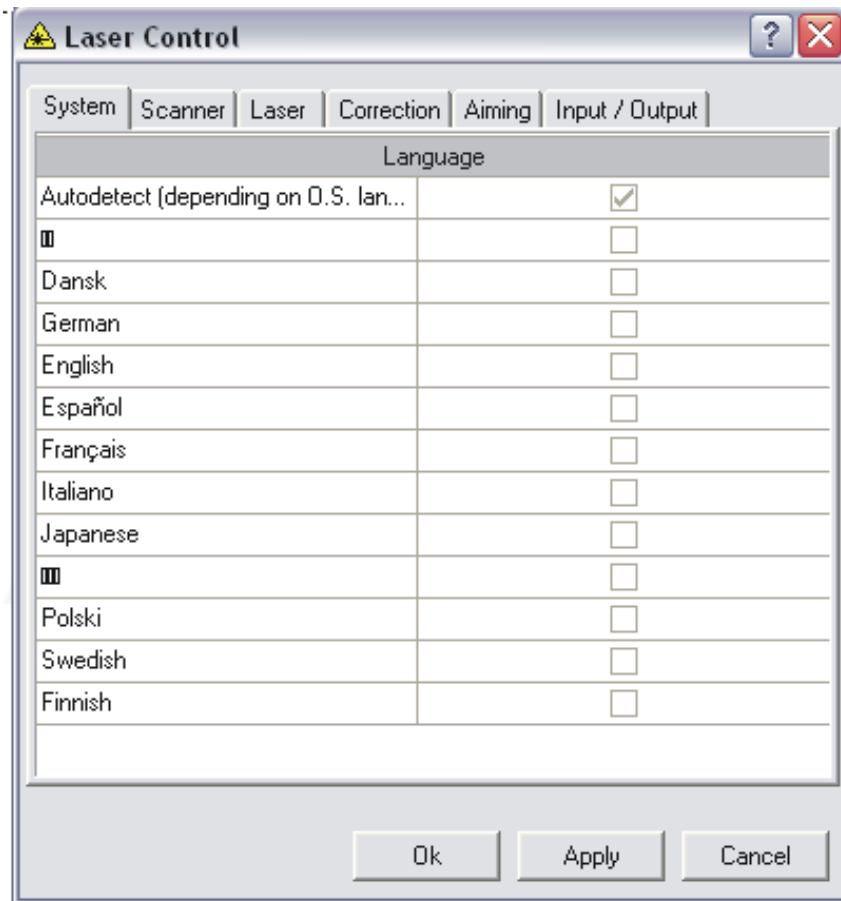 Laser Control
System Scanner Laser Correction Aiming Input / Output
Language
Autodetect (depending on O.S. lan...
Dansk
German
English
Español
Français
Italiano
Japanese
Polski
Swedish
Finnish
Ok Apply Cancel